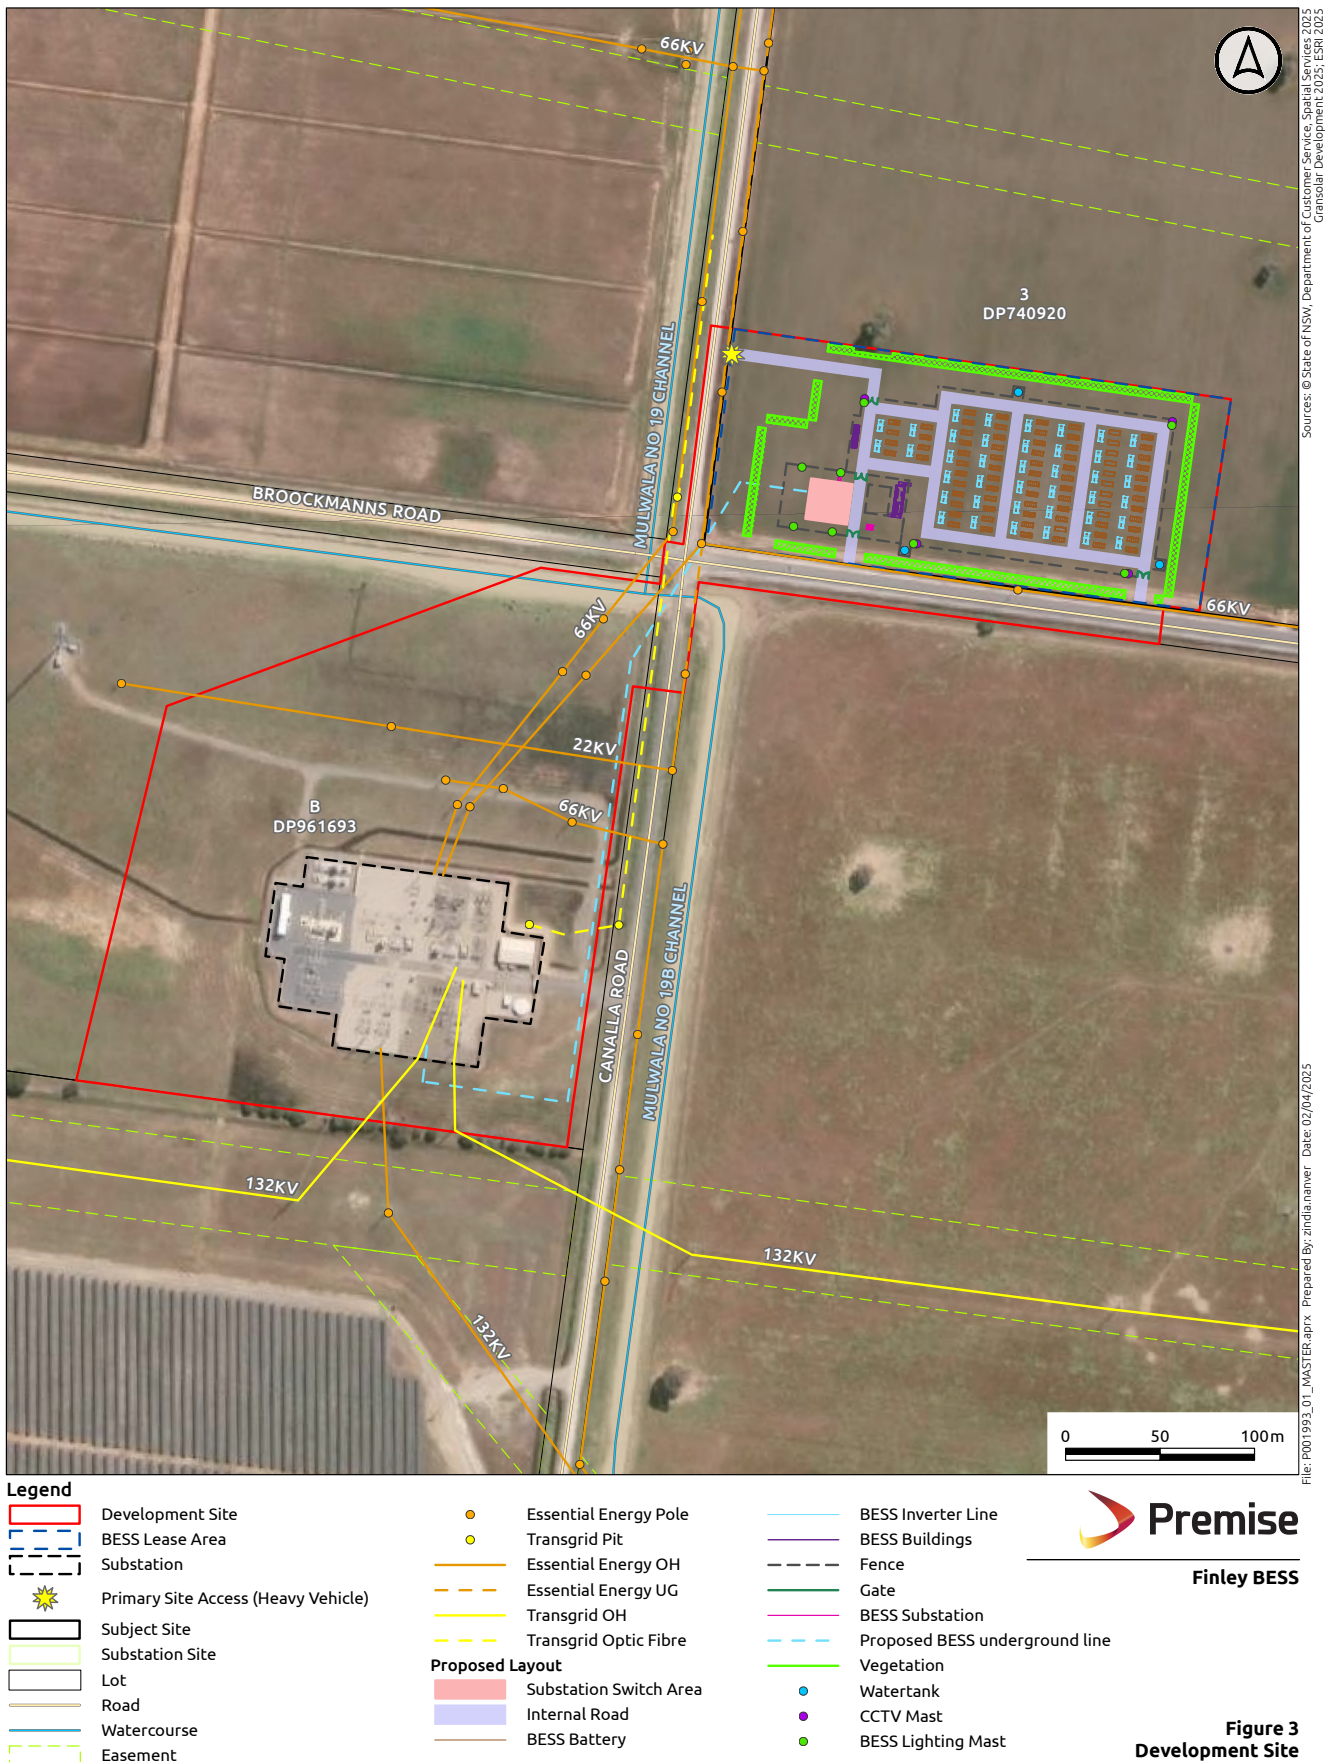 66KV
3
DP740920
MULWALA NO 19 CHANNEL
BROOCKMANNS ROAD
66KV
66KV
22KV
66KV
B
DP961693
CANALLA ROAD
MULWALA NO 19B CHANNEL
132KV
132KV
132KV
0 50 100m
Sources: © State of NSW, Department of Customer Service, Spatial Services 2025
Gransolar Development 2025; ESRI 2025
File: P001993_01_MASTER.aprx Prepared By: zindia.nanver Date: 02/04/2025
Legend
Development Site
BESS Lease Area
Substation
Primary Site Access (Heavy Vehicle)
Subject Site
Substation Site
Lot
Road
Watercourse
Easement
Essential Energy Pole
Transgrid Pit
Essential Energy OH
Essential Energy UG
Transgrid OH
Transgrid Optic Fibre
Proposed Layout
Substation Switch Area
Internal Road
BESS Battery
BESS Inverter Line
BESS Buildings
Fence
Gate
BESS Substation
Proposed BESS underground line
Vegetation
Watertank
CCTV Mast
BESS Lighting Mast
Premise
Finley BESS
Figure 3
Development Site